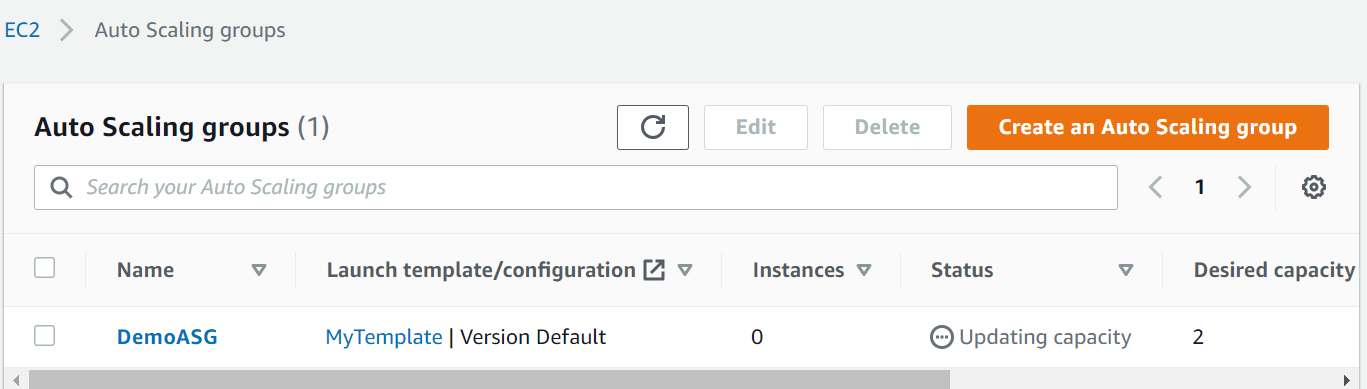 EC2 Auto Scaling groups
Auto Scaling groups (1) Edit Delete Create an Auto Scaling group
Search your Auto Scaling groups 1
Name Launch template/configuration Instances Status Desired capacity
DemoASG MyTemplate | Version Default 0 Updating capacity 2